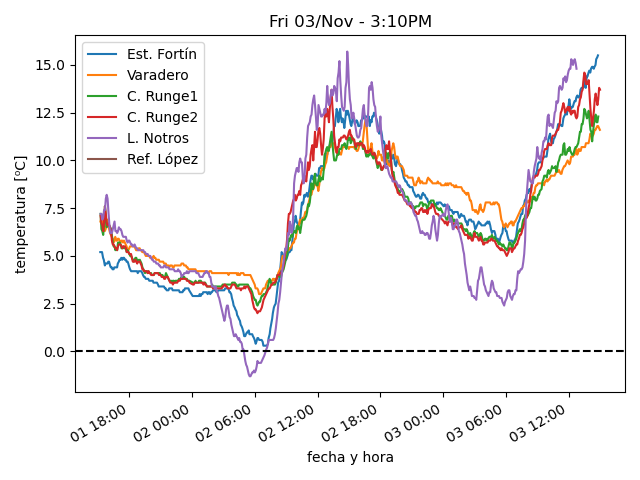 Fri 03/Nov - 3:10PM
temperatura [ºC]
15.0
12.5
10.0
7.5
5.0
2.5
0.0
Est. Fortín
Varadero
C. Runge1
C. Runge2
L. Notros
Ref. López
01 18:00
02 00:00
02 06:00
02 12:00
02 18:00
03 00:00
03 06:00
03 12:00
fecha y hora